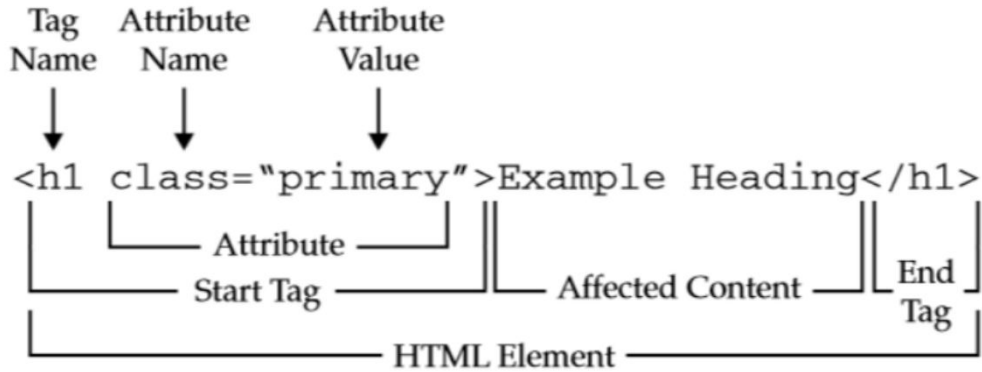 Tag Attribute Attribute
Name Name Value
<h1 class=“primary”>Example Heading</h1>
Attribute
Start Tag
Affected Content
End
Tag
HTML Element